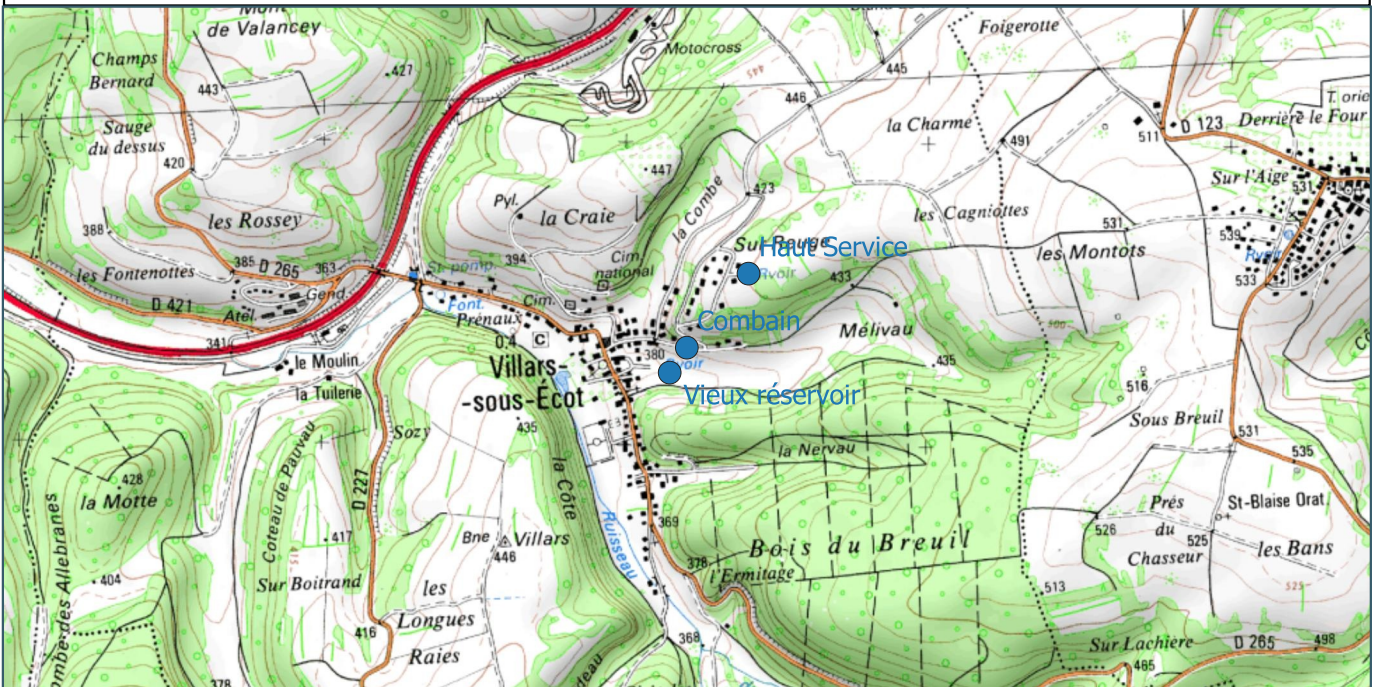 de Valancey
Motocross
Foigerotte
Champs
Bernard
427
445
445
443
446
T. orie
Sauge
du dessus
la Charme
491
511
D 123
Derrière le Four
420
447
Pyl.
la Combe
423
Sur l'Aige
531
les Rossey
la Craie
les Cagniottes
531
388
539
394
Cim.
national
Haut Service
les Montots
Rvoir
385
D 265
363
St. pomp.
Rvoir
433
533
les Fontenottes
Gend.
Font.
Cim.
D 421
Atel.
Prénaux
Combain
Mélivau
500
341
0.4
C
380
le Moulin
Villars-
-sous-Écot
435
la Tuilerie
Vieux réservoir
516
Sous Breuil
Sozy
435
531
la Nervau
535
Coteau de Pauvau
la Côte
428
la Motte
D 227
Prés
du
Chasseur
St-Blaise Orat.
526
525
les Bans
369
417
Bne
Villars
446
Ruisseau
Bois du Breuil
404
Sur Boitrand
les
Longues
Raies
378
l'Ermitage
513
525
416
368
Sur Lachière
D 265
498
465
378